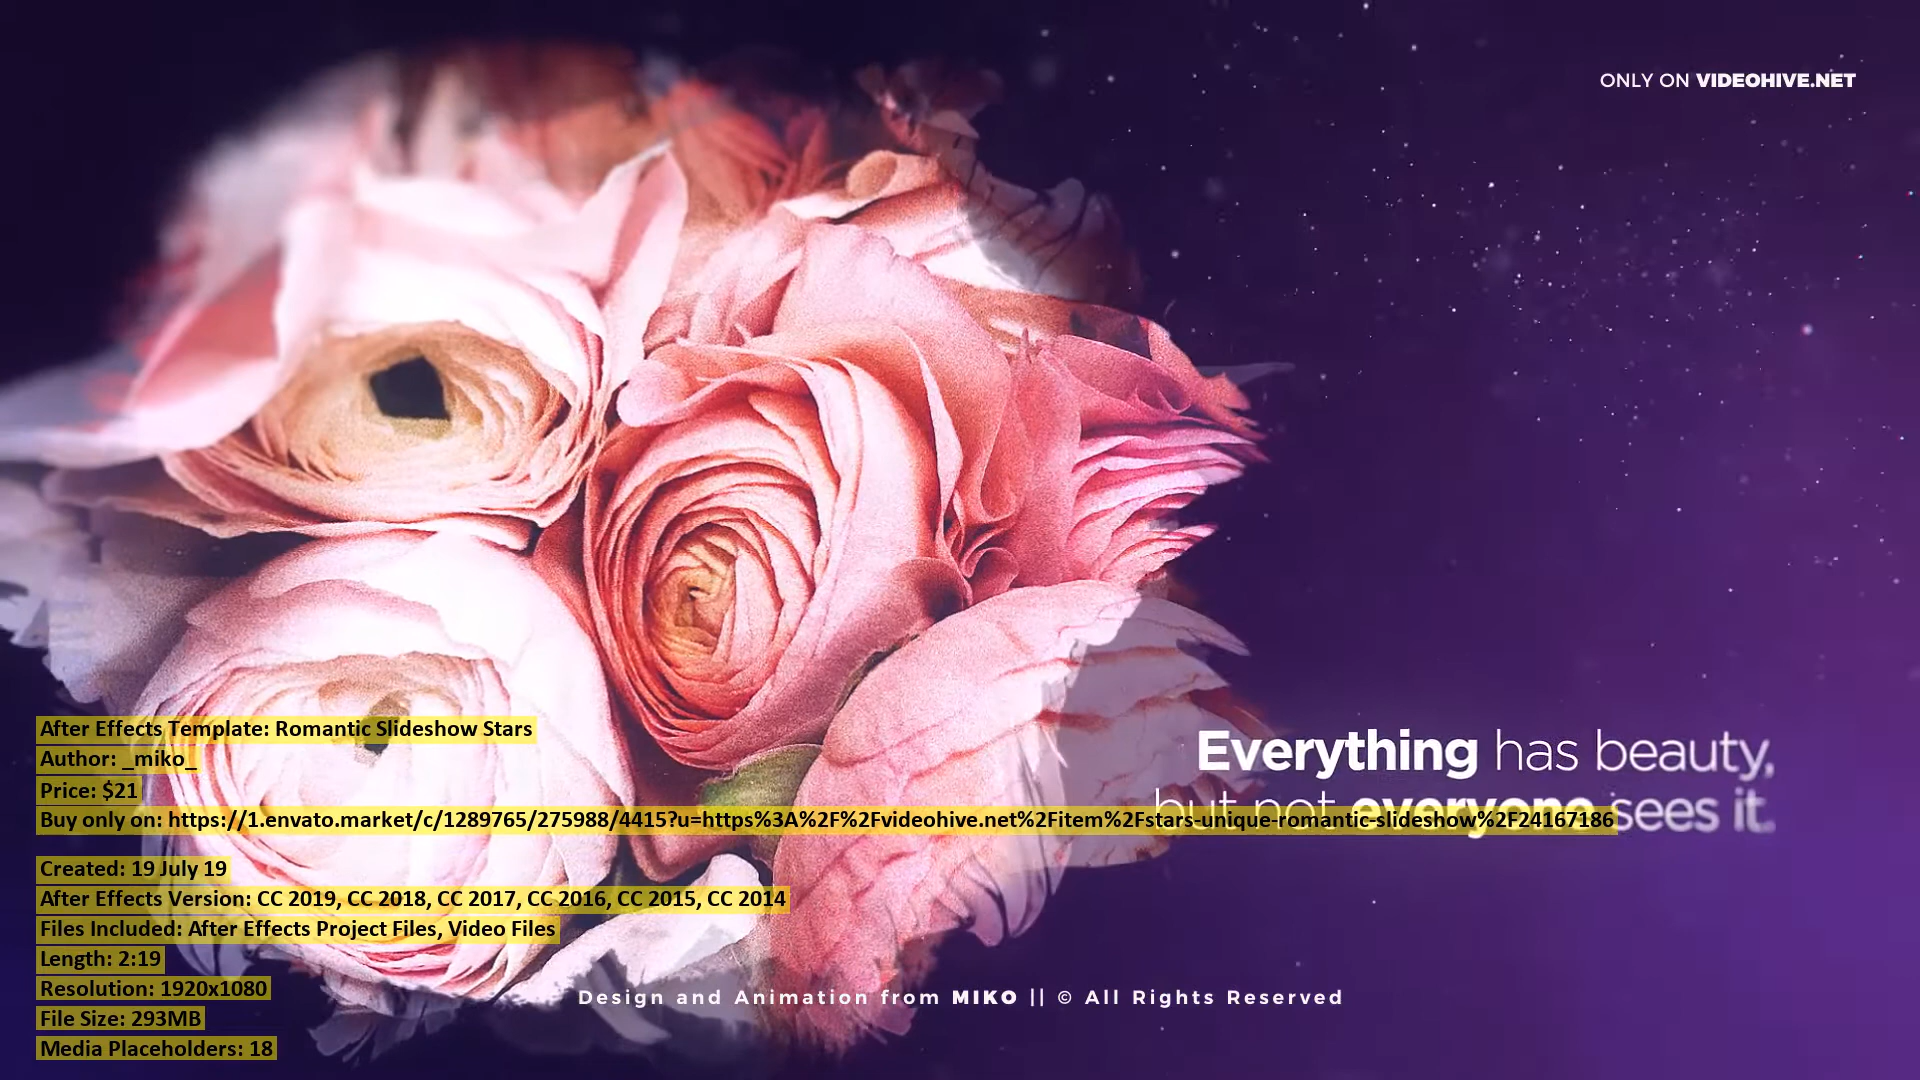 ONLY ON VIDEOHIVE.NET
After Effects Template: Romantic Slideshow Stars
Author: _miko_
Price: $21
Buy only on: https://1.envato.market/c/1289765/275988/4415?u=https%3A%2F%2Fvideohive.net%2Fitem%2Fstars-unique-romantic-slideshow%2F24167186
Everything has beauty,
but not everyone sees it.
Created: 19 July 19
After Effects Version: CC 2019, CC 2018, CC 2017, CC 2016, CC 2015, CC 2014
Files Included: After Effects Project Files, Video Files
Length: 2:19
Resolution: 1920x1080
File Size: 293MB
Media Placeholders: 18
Design and Animation from MIKO || © All Rights Reserved